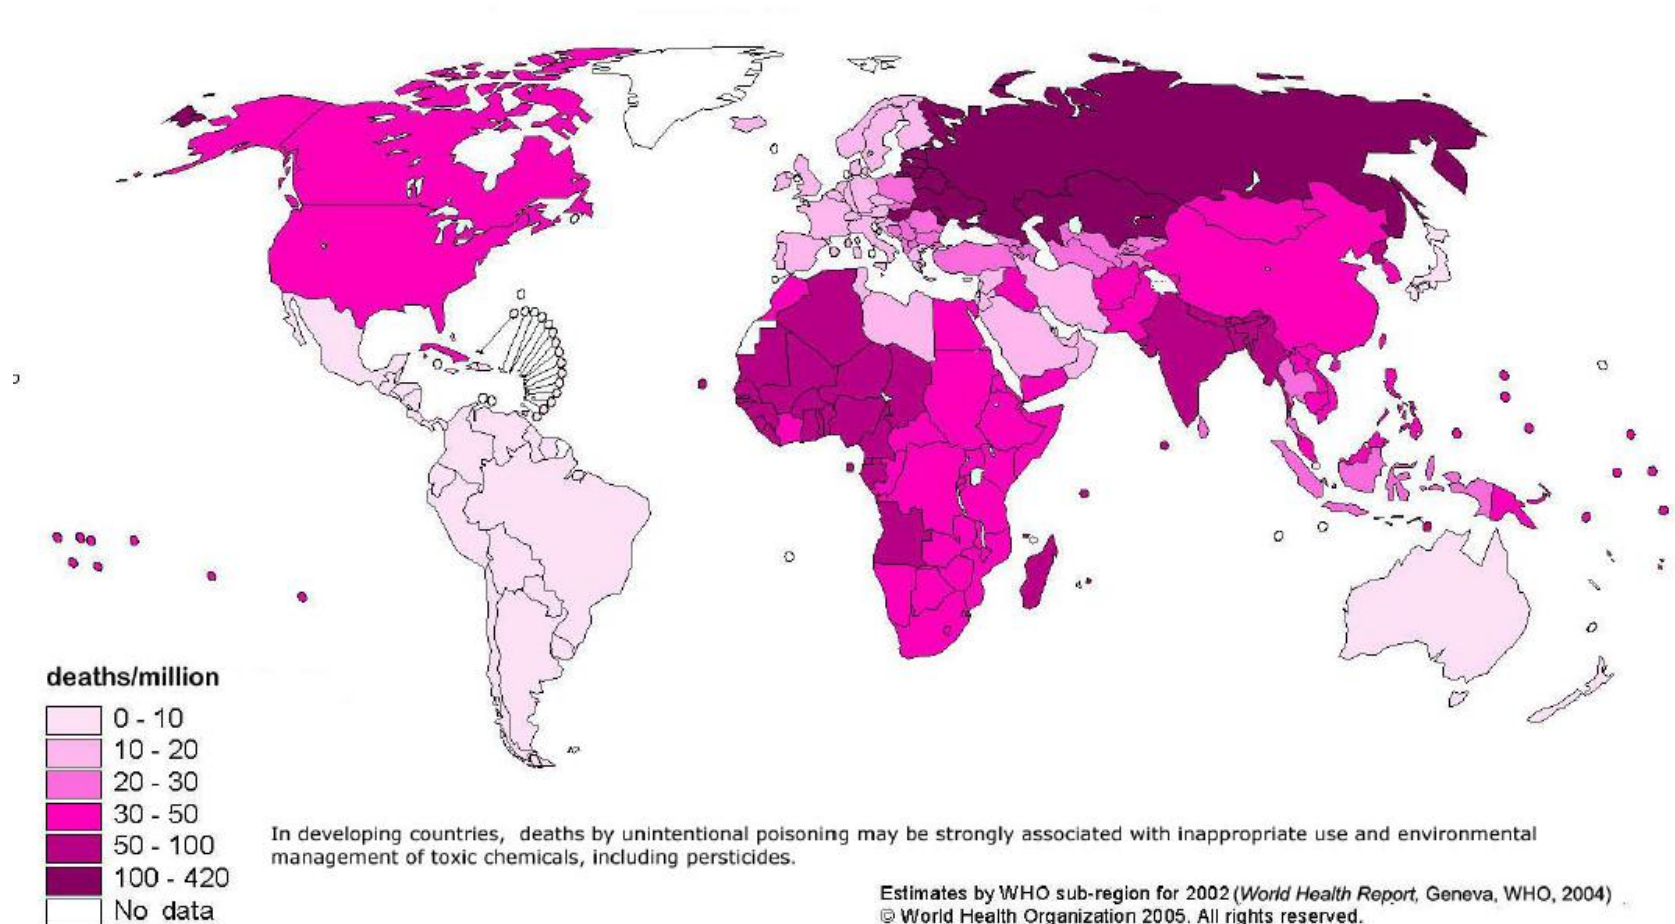 deaths/million
0 - 10
10 - 20
20 - 30
30 - 50
50 - 100
100 - 420
No data
In developing countries, deaths by unintentional poisoning may be strongly associated with inappropriate use and environmental
management of toxic chemicals, including persticides.
Estimates by WHO sub-region for 2002 (World Health Report, Geneva, WHO, 2004)
© World Health Organization 2005. All rights reserved.